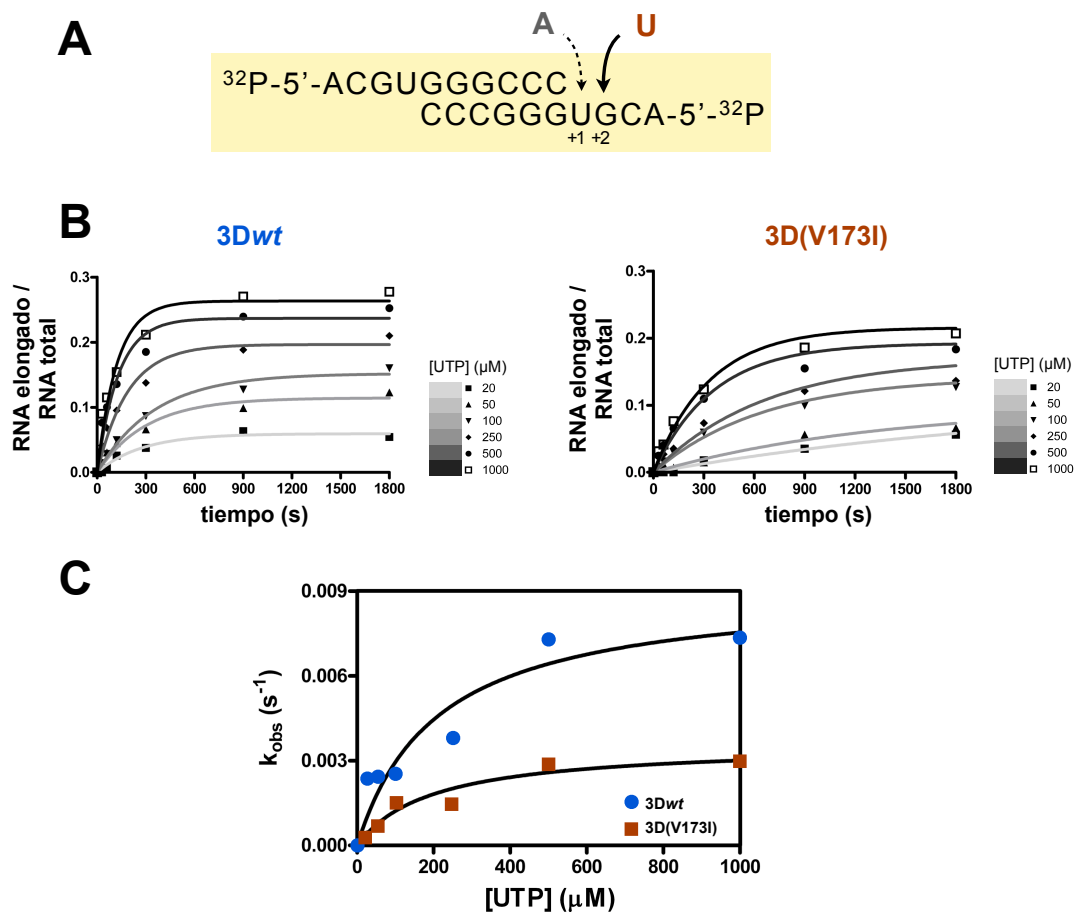 A
A
U
32P-5’-ACGUGGGCCC
CCCGGGUGCA-5’-32P
+1 +2
B
3Dwt
RNA elongado /
RNA total
0.3
0.2
0.1
0.0
0 300 600 900 1200 1500 1800
tiempo (s)
[UTP] (µM)
20
50
100
250
500
1000
3D(V173I)
RNA elongado /
RNA total
0.3
0.2
0.1
0.0
0 300 600 900 1200 1500 1800
tiempo (s)
[UTP] (µM)
20
50
100
250
500
1000
C
kobs (s-1)
0.009
0.006
0.003
0.000
0 200 400 600 800 1000
[UTP] (µM)
3Dwt
3D(V173I)